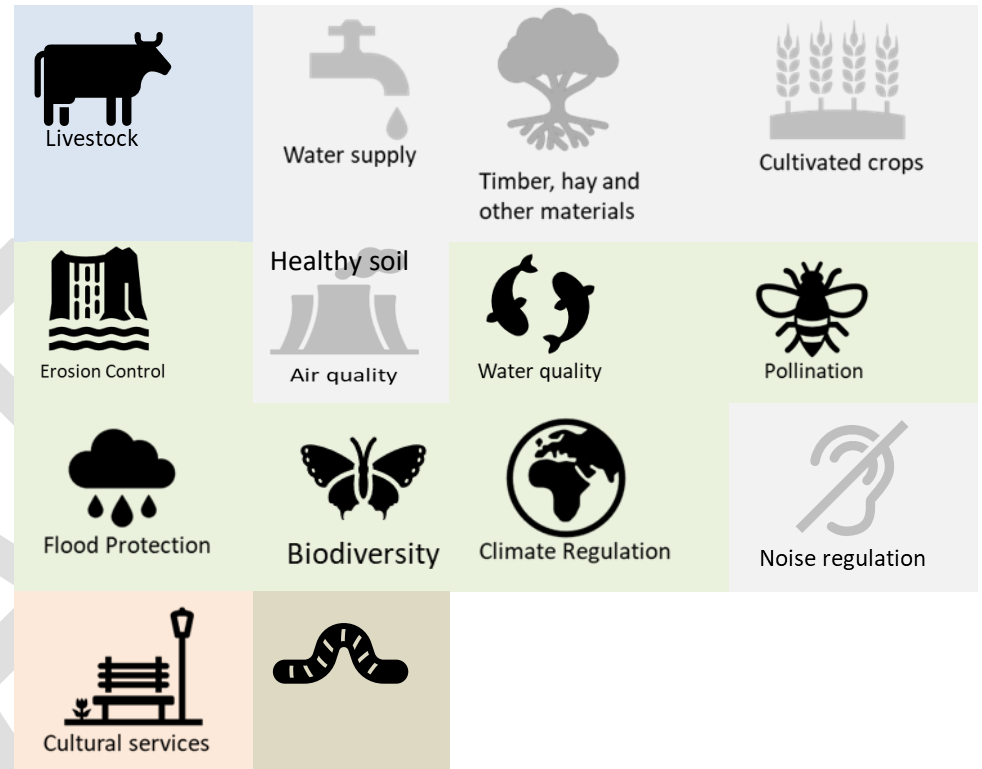 Livestock
Water supply
Timber, hay and
other materials
Cultivated crops
Healthy soil
Erosion Control
Air quality
Water quality
Pollination
Flood Protection
Biodiversity
Climate Regulation
Noise regulation
Cultural services